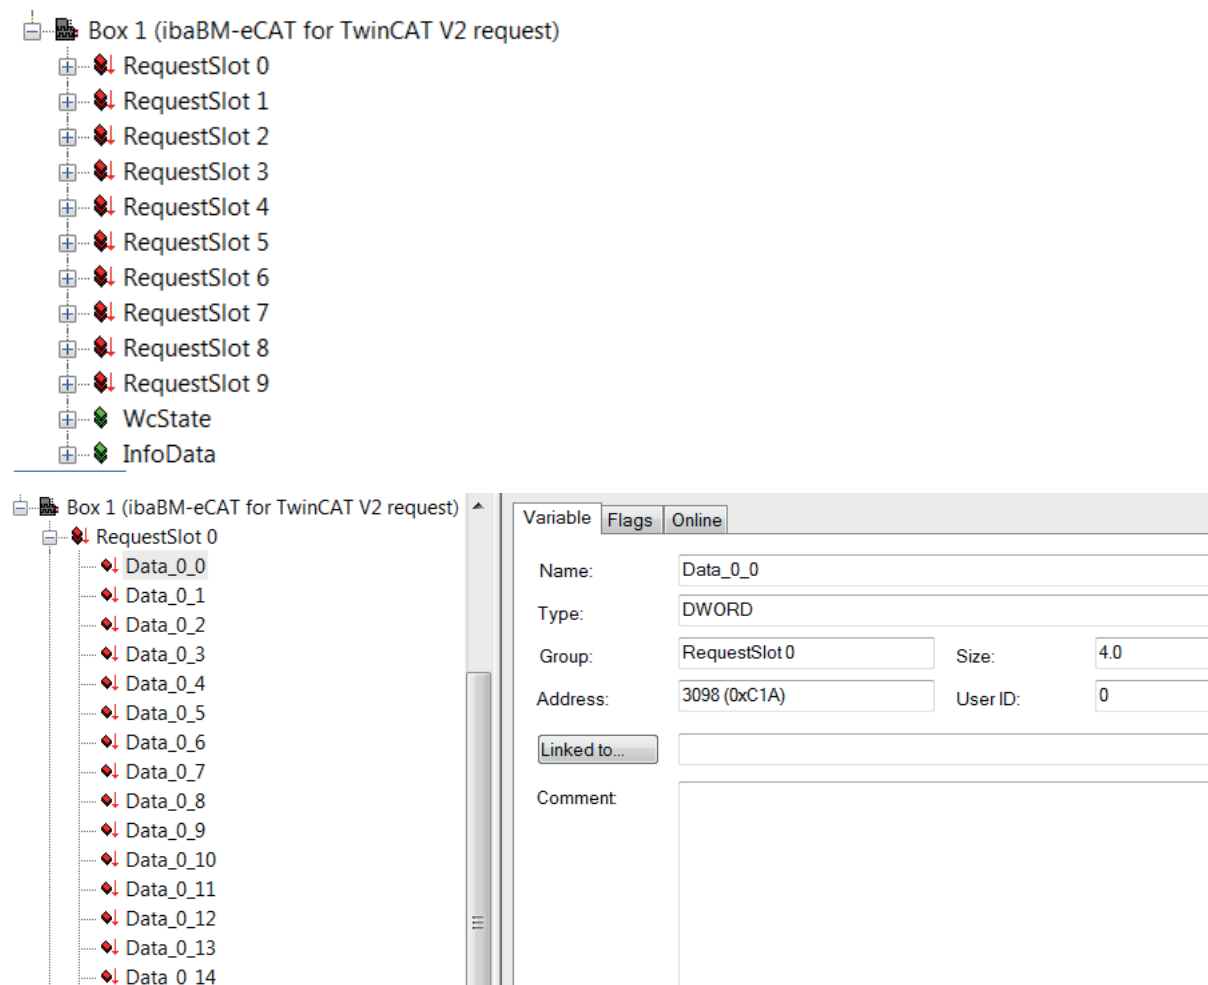 Box 1 (ibaBM-eCAT for TwinCAT V2 request)
RequestSlot 0
RequestSlot 1
RequestSlot 2
RequestSlot 3
RequestSlot 4
RequestSlot 5
RequestSlot 6
RequestSlot 7
RequestSlot 8
RequestSlot 9
WcState
InfoData
Box 1 (ibaBM-eCAT for TwinCAT V2 request)
RequestSlot 0
Data_0_0
Data_0_1
Data_0_2
Data_0_3
Data_0_4
Data_0_5
Data_0_6
Data_0_7
Data_0_8
Data_0_9
Data_0_10
Data_0_11
Data_0_12
Data_0_13
Data_0_14
Variable Flags Online
Name: Data_0_0
Type: DWORD
Group: RequestSlot 0 Size: 4.0
Address: 3098 (0xC1A) User ID: 0
Linked to...
Comment: